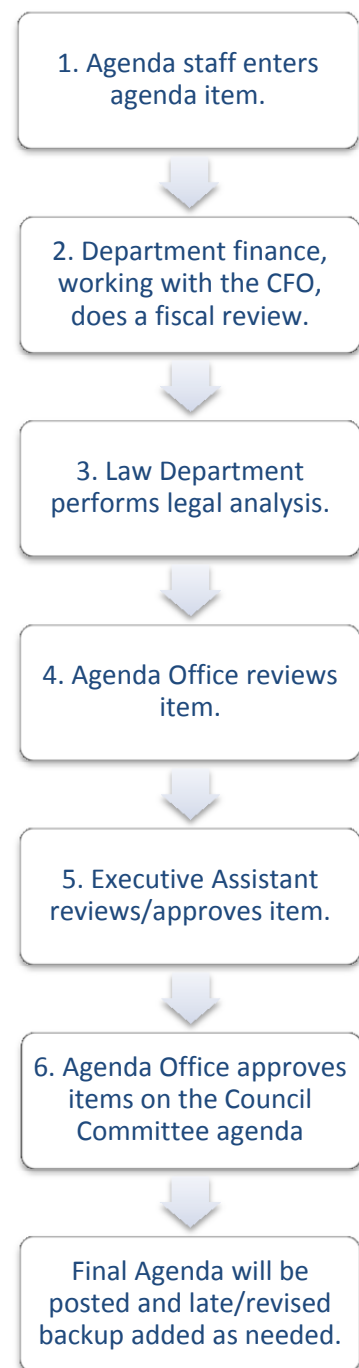 1. Agenda staff enters
agenda item.
2. Department finance,
working with the CFO,
does a fiscal review.
3. Law Department
performs legal analysis.
4. Agenda Office reviews
item.
5. Executive Assistant
reviews/approves item.
6. Agenda Office approves
items on the Council
Committee agenda
Final Agenda will be
posted and late/revised
backup added as needed.